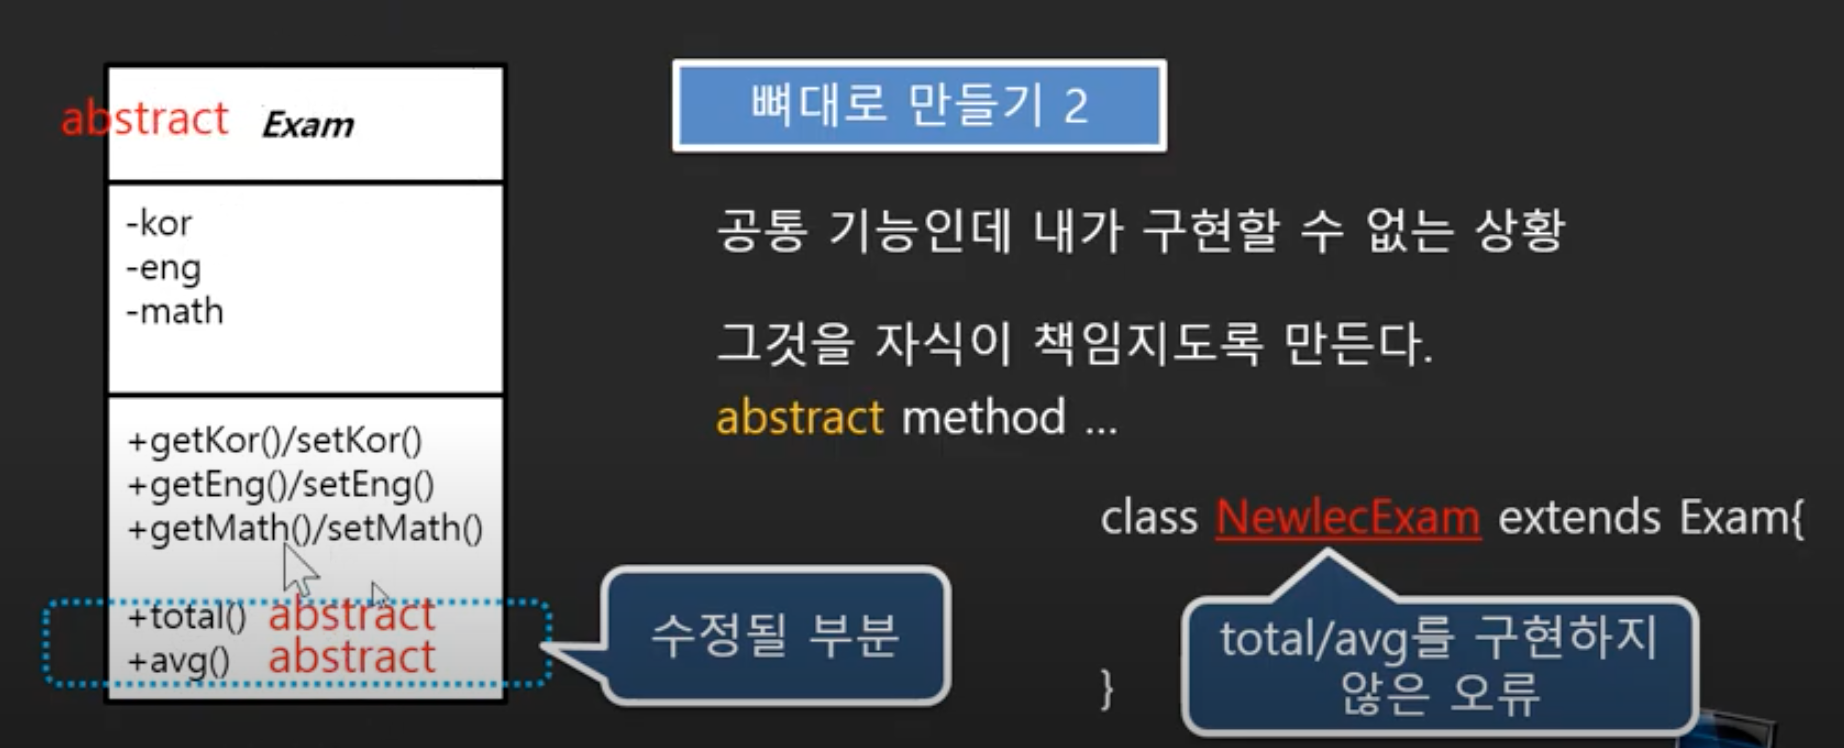 abstract Exam
-kor
-eng
-math
+getKor()/setKor()
+getEng()/setEng()
+getMath()/setMath()
+total() abstract
+avg() abstract
뼈대로 만들기 2
공통 기능인데 내가 구현할 수 없는 상황
그것을 자식이 책임지도록 만든다.
abstract method ...
수정될 부분
class NewlecExam extends Exam{
total/avg를 구현하지
않은 오류
}